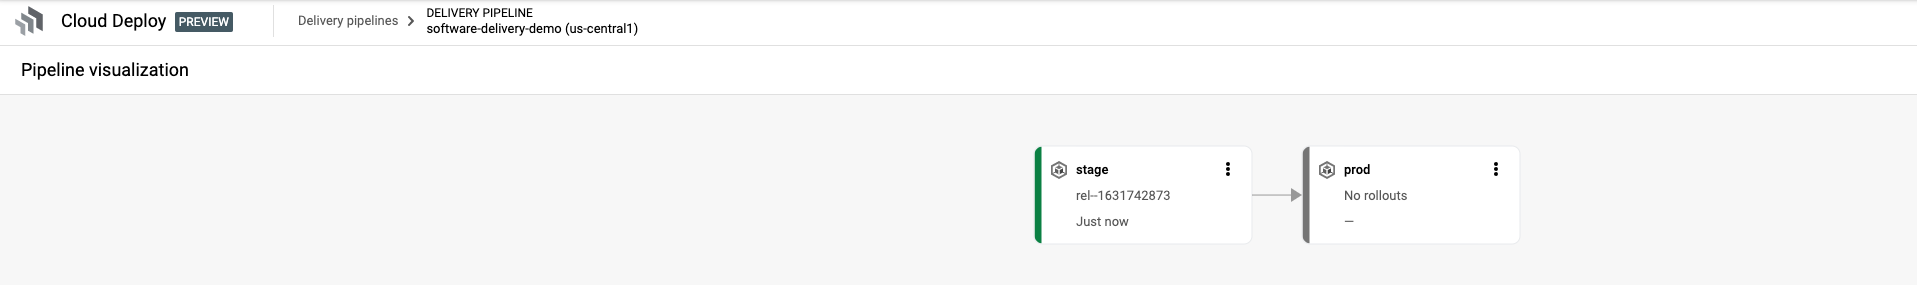 Cloud Deploy PREVIEW
Delivery pipelines
DELIVERY PIPELINE
software-delivery-demo (us-central1)
Pipeline visualization
stage
rel--1631742873
Just now
prod
No rollouts
—